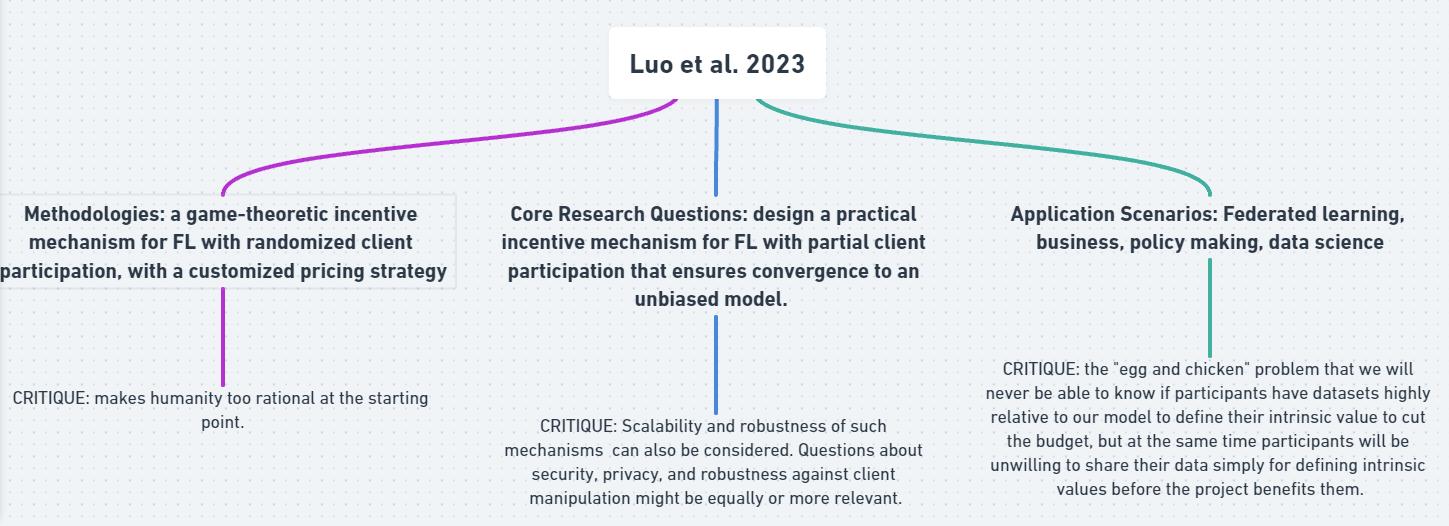 Luo et al. 2023
Methodologies: a game-theoretic incentive
mechanism for FL with randomized client
participation, with a customized pricing strategy
CRITIQUE: makes humanity too rational at the starting
point.
Core Research Questions: design a practical
incentive mechanism for FL with partial client
participation that ensures convergence to an
unbiased model.
CRITIQUE: Scalability and robustness of such
mechanisms  can also be considered. Questions about
security, privacy, and robustness against client
manipulation might be equally or more relevant.
Application Scenarios: Federated learning,
business, policy making, data science
CRITIQUE: the "egg and chicken" problem that we will
never be able to know if participants have datasets highly
relative to our model to define their intrinsic value to cut
the budget, but at the same time participants will be
unwilling to share their data simply for defining intrinsic
values before the project benefits them.